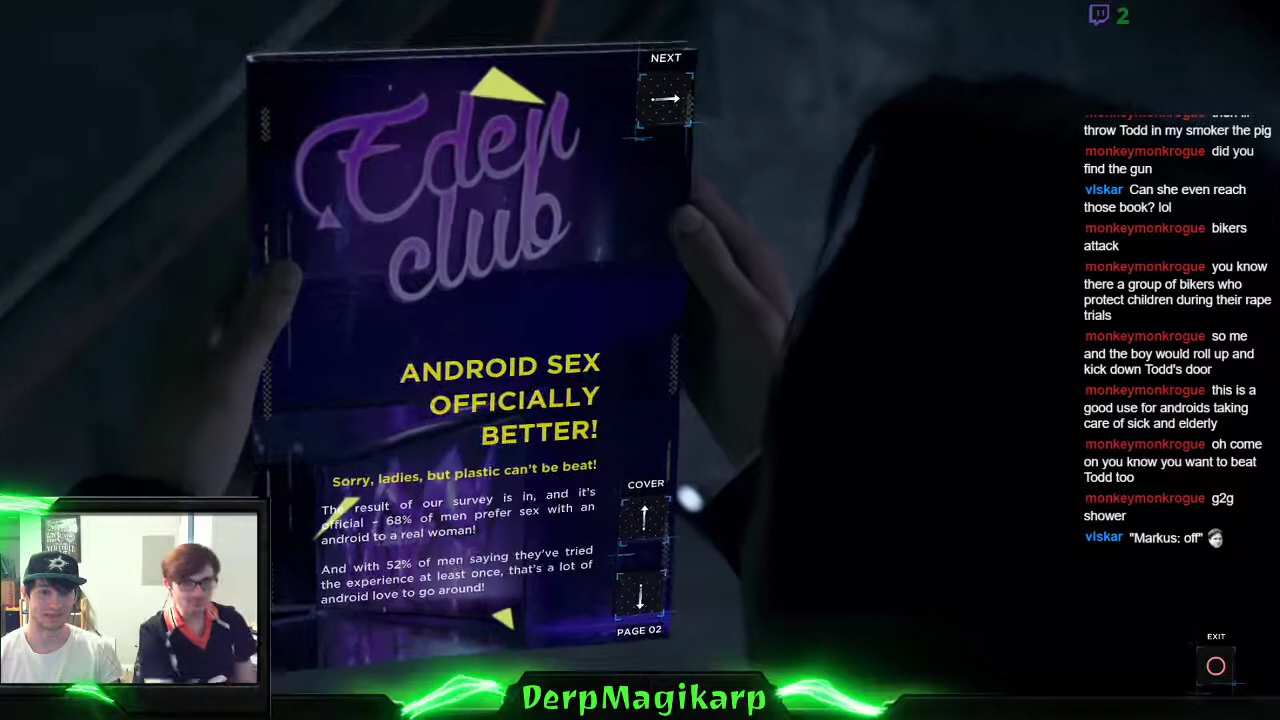 2
NEXT
Eden
club
ANDROID SEX
OFFICIALLY
BETTER!
Sorry, ladies, but plastic can't be beat!
The result of our survey is in, and it's
official - 68% of men prefer sex with an
android to a real woman!
And with 52% of men saying they've tried
the experience at least once, that's a lot of
android love to go around!
COVER
PAGE 02
throw Todd in my smoker the pig
monkeymonkrogue did you
find the gun
vlskar Can she even reach
those book? lol
monkeymonkrogue bikers
attack
monkeymonkrogue you know
there a group of bikers who
protect children during their rape
trials
monkeymonkrogue so me
and the boy would roll up and
kick down Todd's door
monkeymonkrogue this is a
good use for androids taking
care of sick and elderly
monkeymonkrogue oh come
on you know you want to beat
Todd too
monkeymonkrogue g2g
shower
vlskar "Markus: off"
EXIT
DerpMagikarp